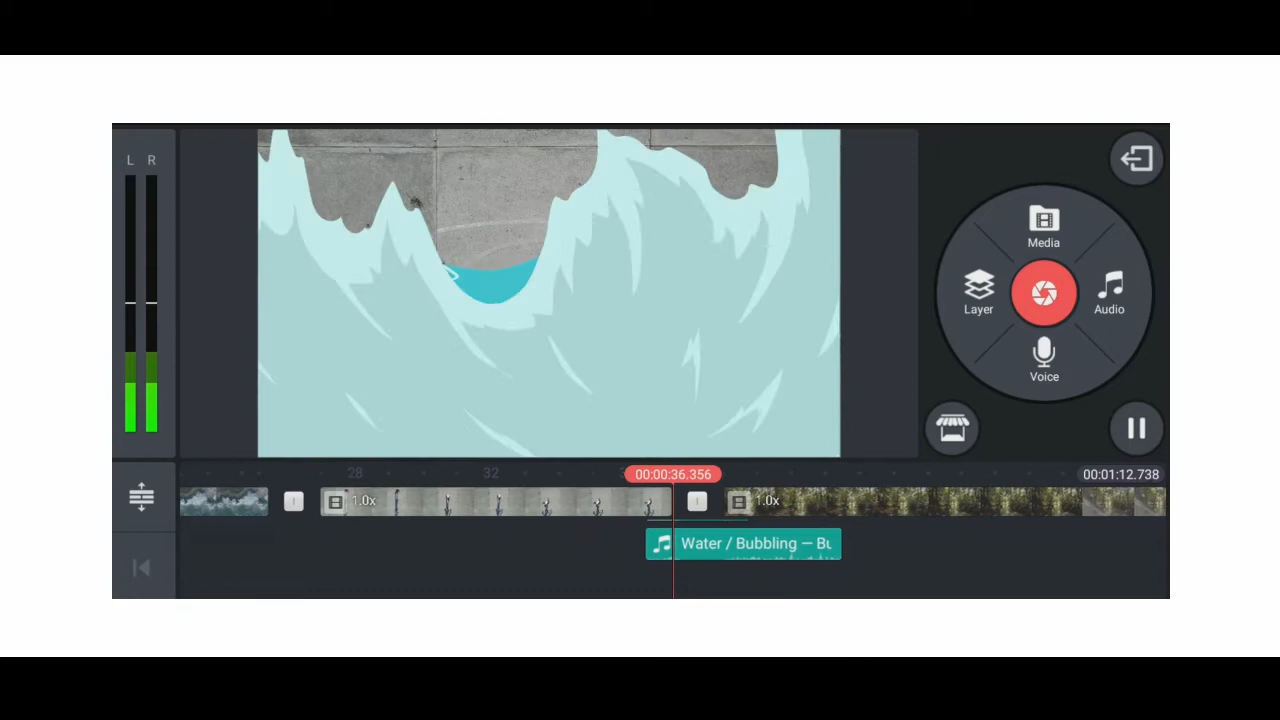 L R
Media
Layer
Audio
Voice
28
32
00:00:36.356
00:01:12.738
1.0x
1.0x
Water / Bubbling — Bu